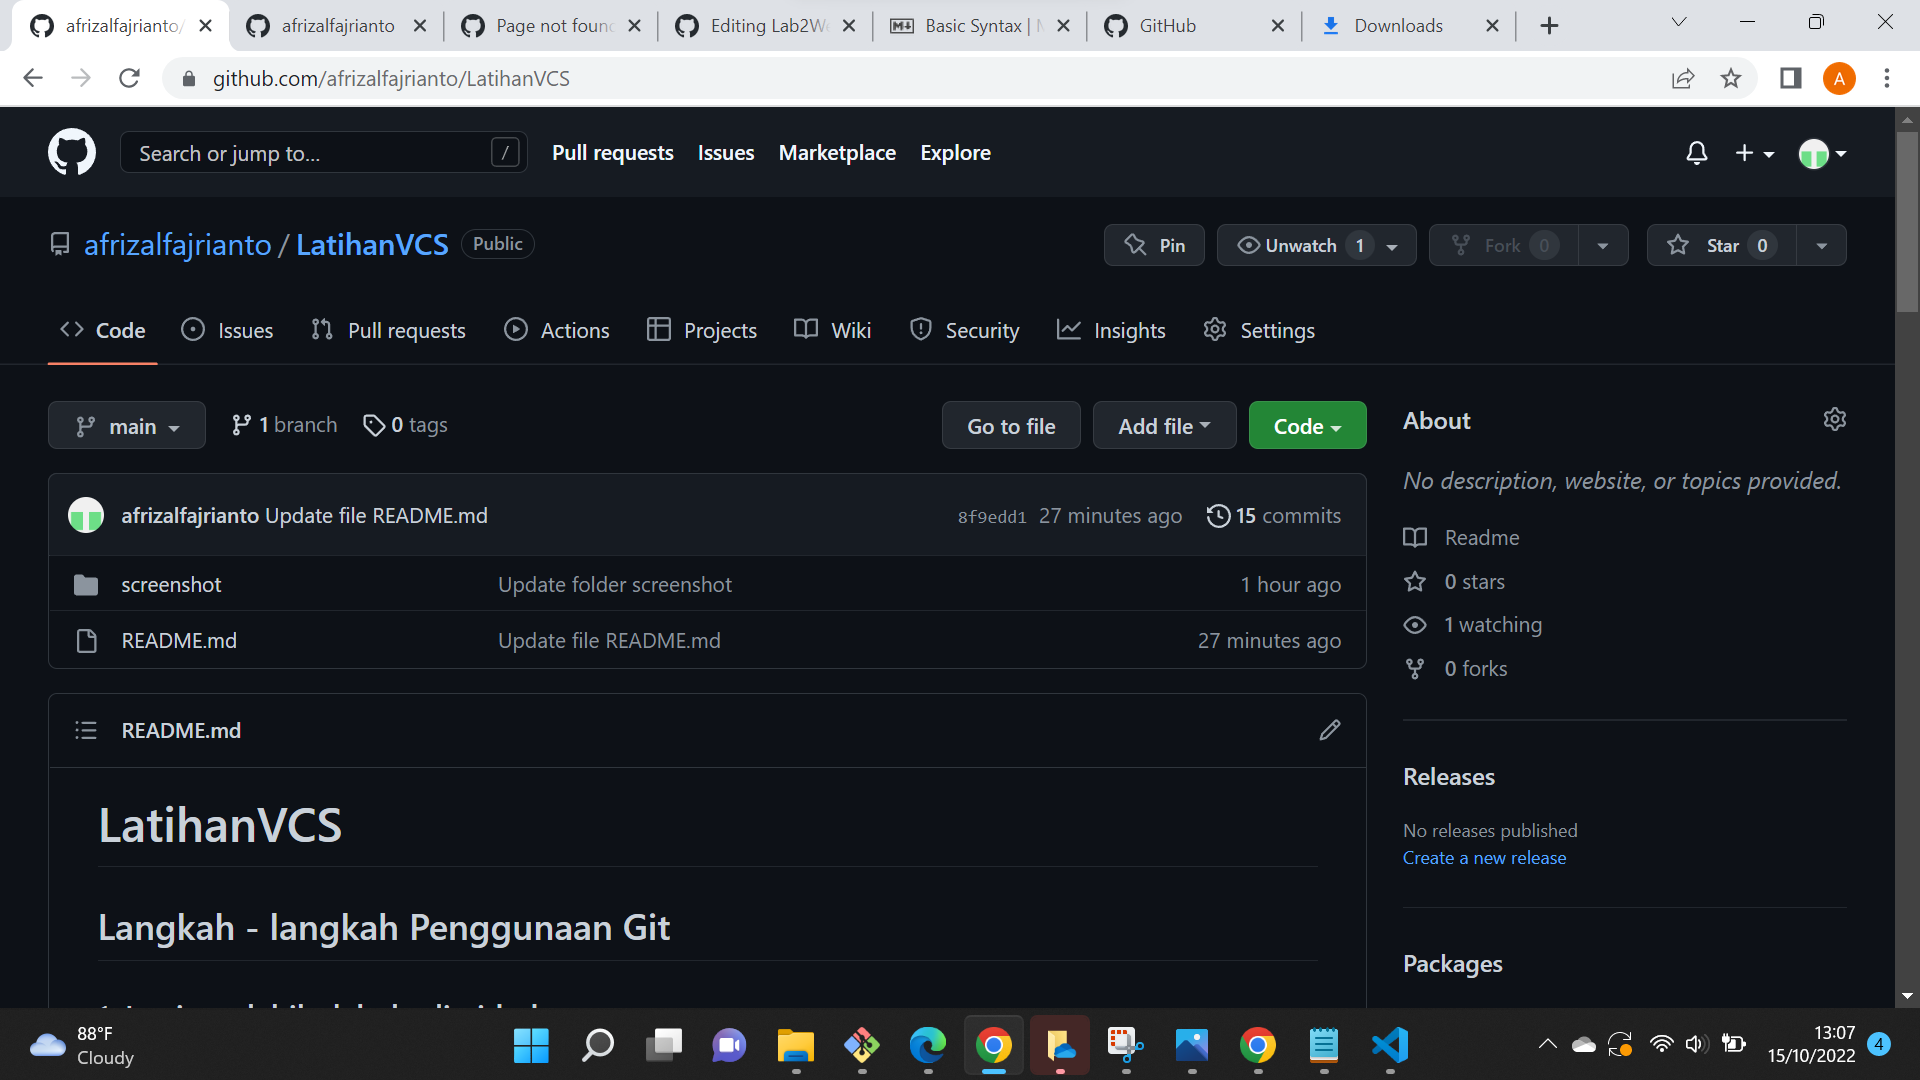 afrizalfajrianto/
afrizalfajrianto
Page not foun
Editing Lab2We
Basic Syntax |
GitHub
Downloads
github.com/afrizalfajrianto/LatihanVCS
A
Search or jump to...
/
Pull requests
Issues
Marketplace
Explore
afrizalfajrianto / LatihanVCS
Public
Pin
Unwatch 1
Fork 0
Star 0
Code
Issues
Pull requests
Actions
Projects
Wiki
Security
Insights
Settings
main
1 branch
0 tags
Go to file
Add file
Code
afrizalfajrianto Update file README.md
8f9edd1 27 minutes ago
15 commits
screenshot
Update folder screenshot
1 hour ago
README.md
Update file README.md
27 minutes ago
README.md
LatihanVCS
Langkah - langkah Penggunaan Git
About
No description, website, or topics provided.
Readme
0 stars
1 watching
0 forks
Releases
No releases published
Create a new release
Packages
88°F
Cloudy
13:07
15/10/2022
4